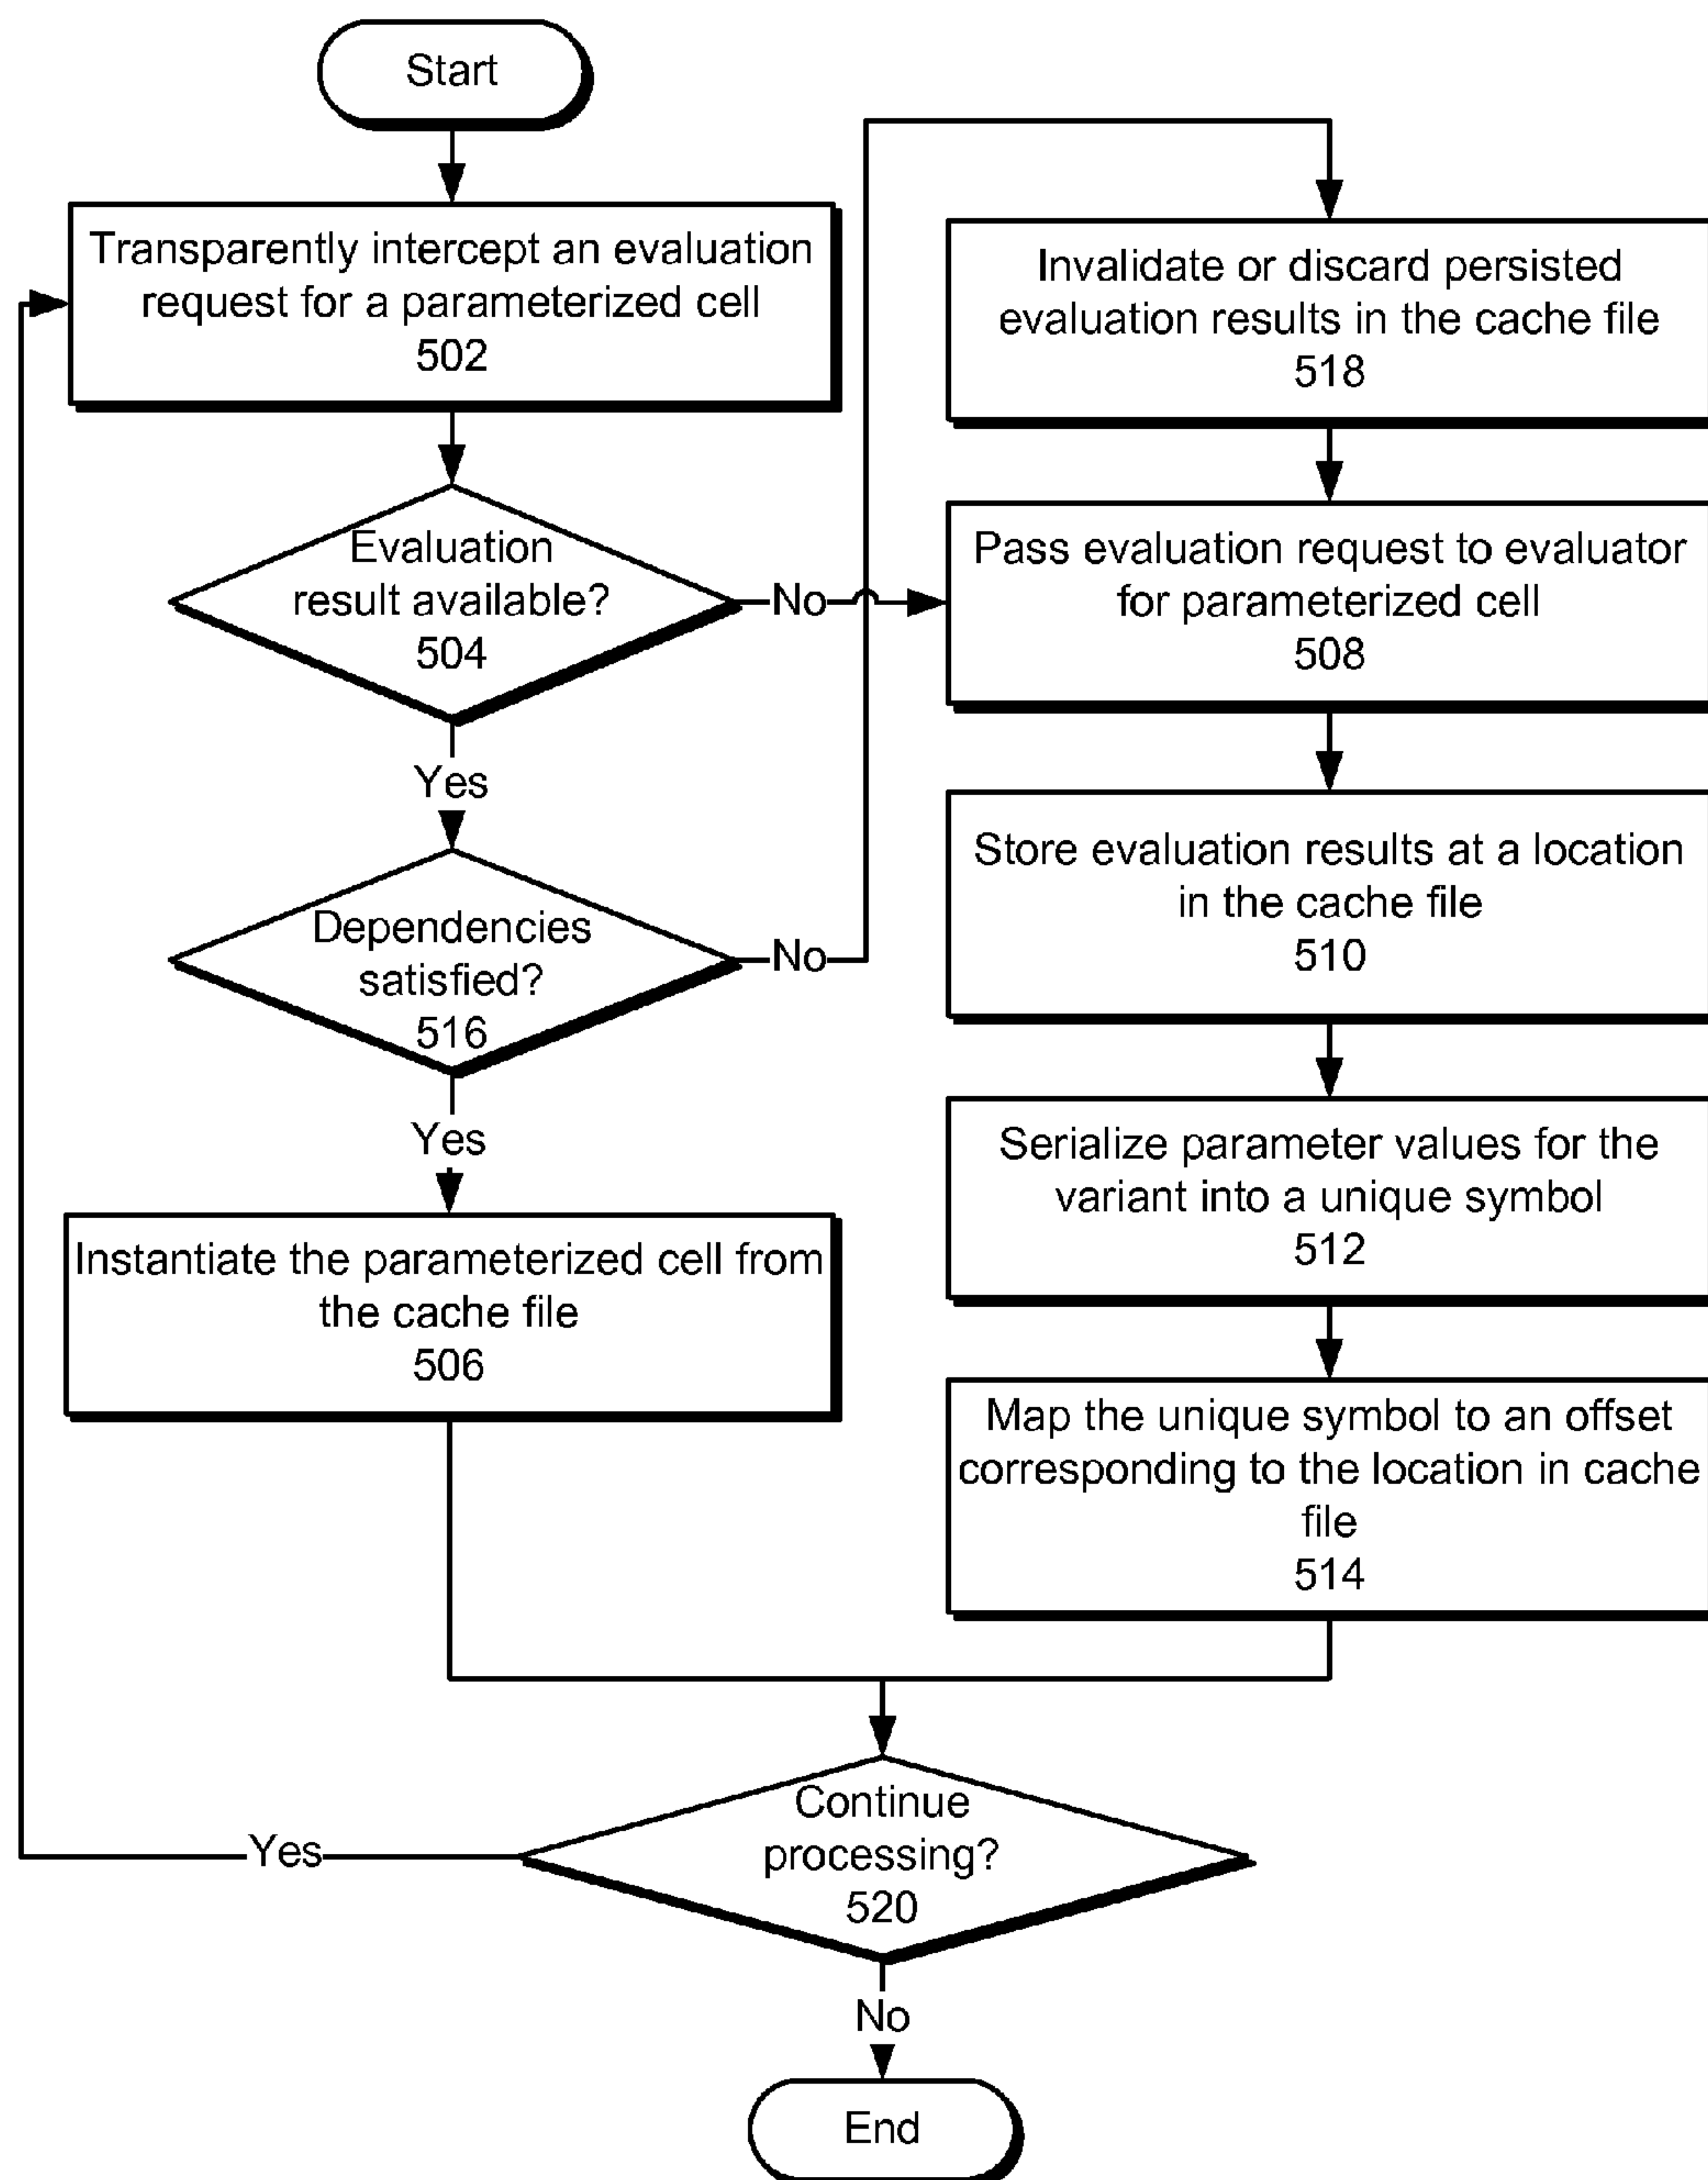 Start
Transparently intercept an evaluation
request for a parameterized cell
502
Evaluation
result available?
504
No
Yes
Dependencies
satisfied?
516
No
Yes
Instantiate the parameterized cell from
the cache file
506
Invalidate or discard persisted
evaluation results in the cache file
518
Pass evaluation request to evaluator
for parameterized cell
508
Store evaluation results at a location
in the cache file
510
Serialize parameter values for the
variant into a unique symbol
512
Map the unique symbol to an offset
corresponding to the location in cache
file
514
Continue
processing?
520
Yes
No
End